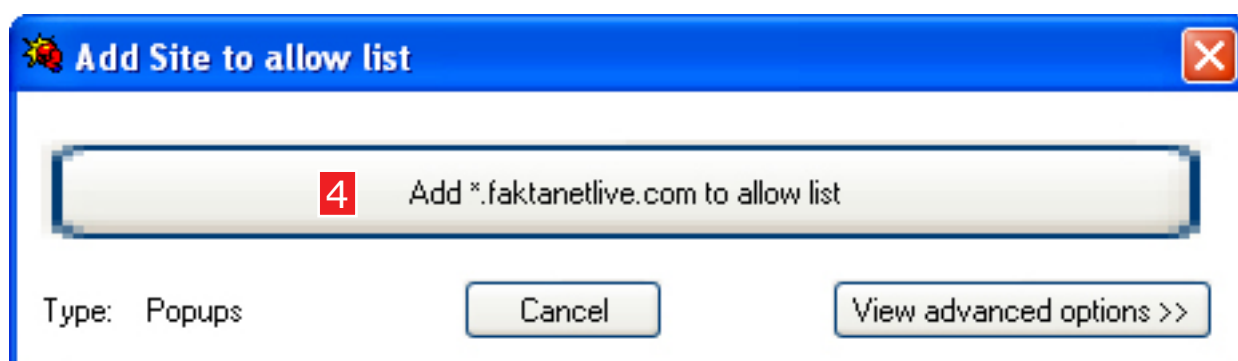 Add Site to allow list
4 Add *.faktanetlive.com to allow list
Type: Popups Cancel View advanced options >>